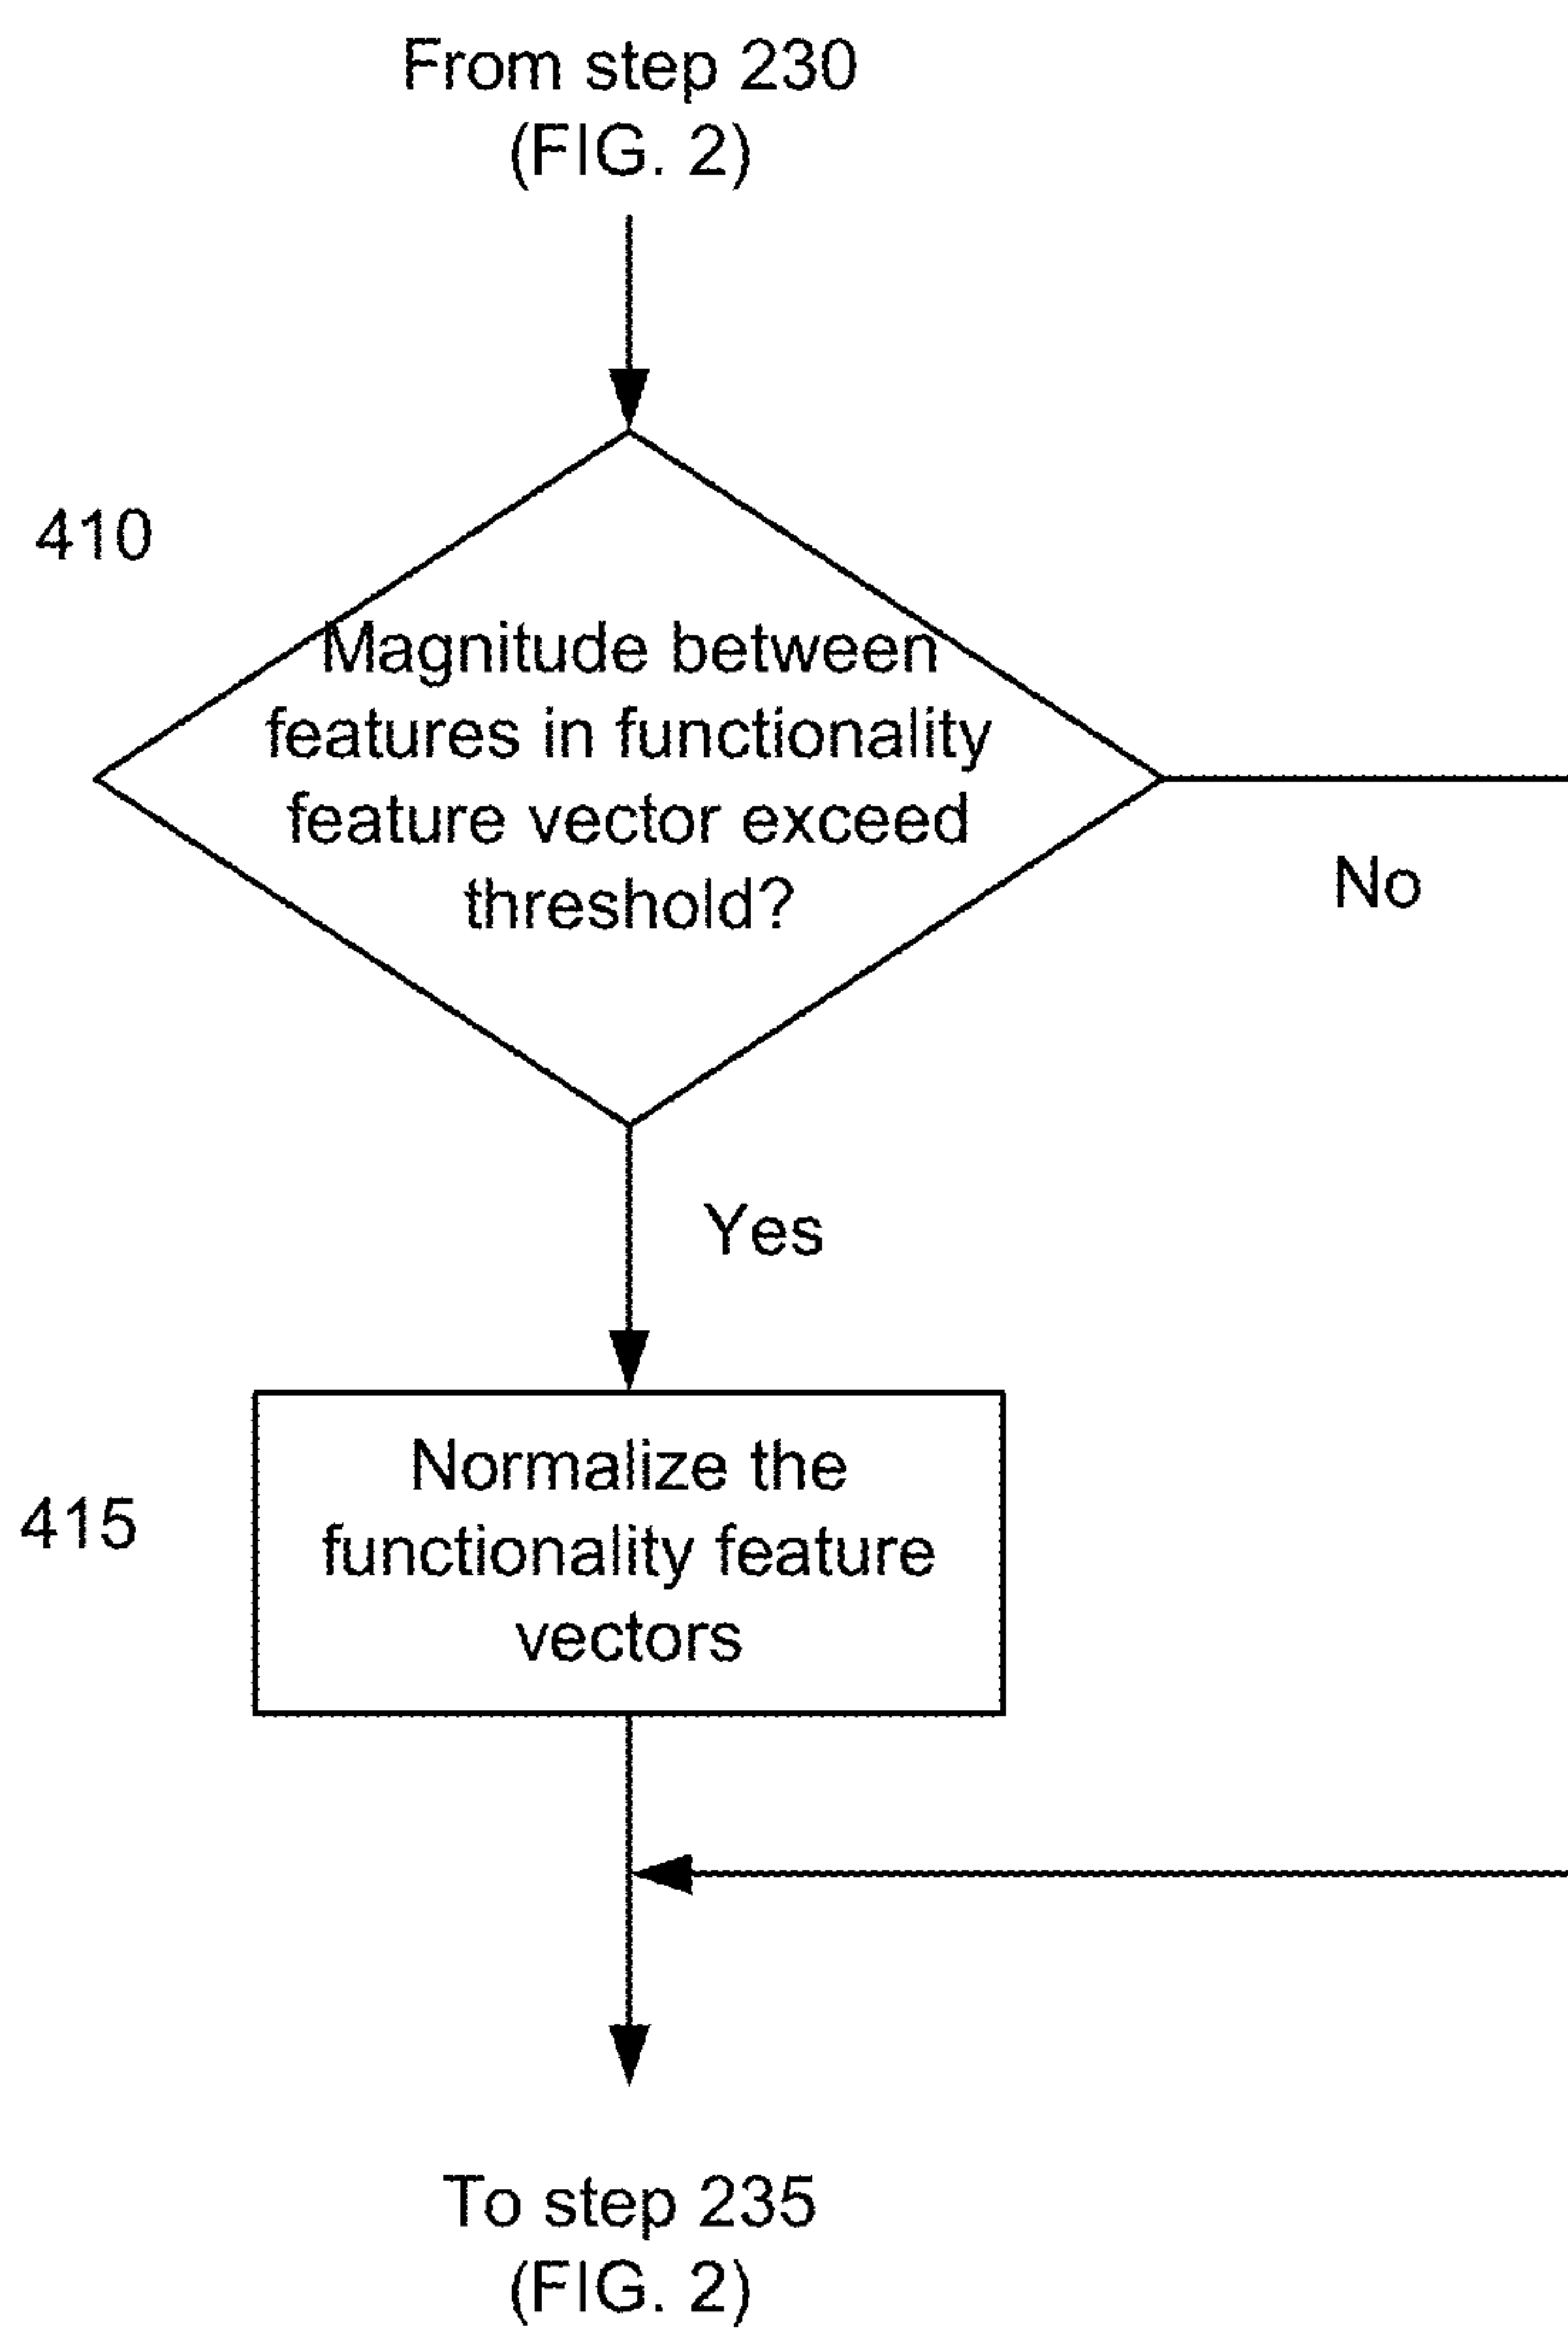 From step 230
(FIG. 2)
410
Magnitude between
features in functionality
feature vector exceed
threshold?
No
Yes
415
Normalize the
functionality feature
vectors
To step 235
(FIG. 2)